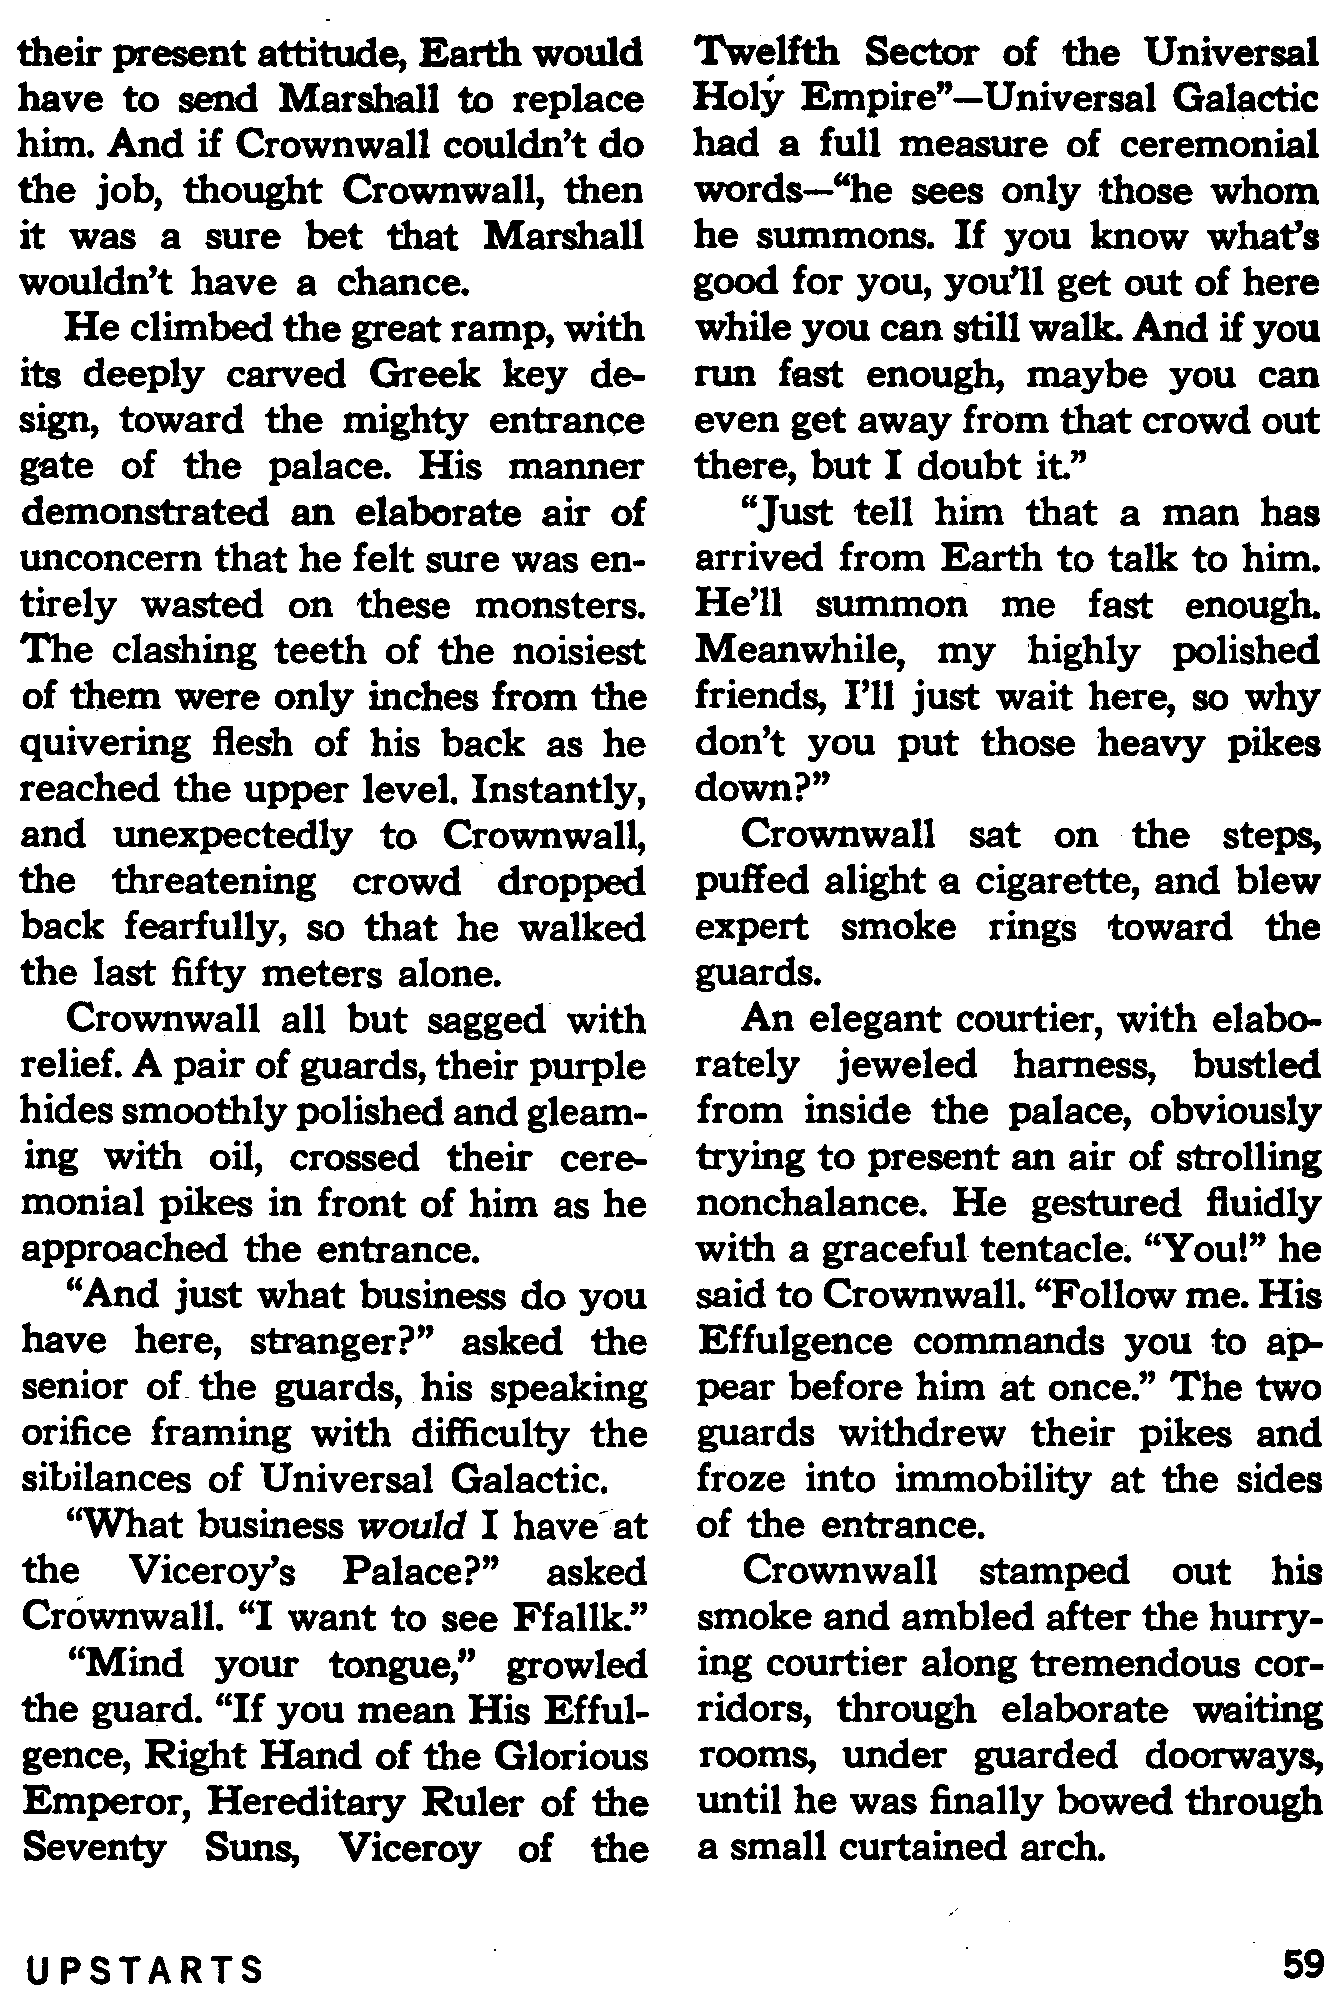 their present attitude, Earth would
have to send Marshall to replace
him. And if Crownwall couldn't do
the job, thought Crownwall, then
it was a sure bet that Marshall
wouldn't have a chance.
He climbed the great ramp, with
its deeply carved Greek key de-
sign, toward the mighty entrance
gate of the palace. His manner
demonstrated an elaborate air of
unconcern that he felt sure was en-
tirely wasted on these monsters.
The clashing teeth of the noisiest
of them were only inches from the
quivering flesh of his back as he
reached the upper level. Instantly,
and unexpectedly to Crownwall,
the threatening crowd dropped
back fearfully, so that he walked
the last fifty meters alone.
Crownwall all but sagged with
relief. A pair of guards, their purple
hides smoothly polished and gleam-
ing with oil, crossed their cere-
monial pikes in front of him as he
approached the entrance.
"And just what business do you
have here, stranger?" asked the
senior of the guards, his speaking
orifice framing with difficulty the
sibilances of Universal Galactic.
"What business would I have at
the Viceroy's Palace?" asked
Crownwall. "I want to see Ffallk."
"Mind your tongue," growled
the guard. "If you mean His Efful-
gence, Right Hand of the Glorious
Emperor, Hereditary Ruler of the
Seventy Suns, Viceroy of the
Twelfth Sector of the Universal
Holy Empire"—Universal Galactic
had a full measure of ceremonial
words—"he sees only those whom
he summons. If you know what's
good for you, you'll get out of here
while you can still walk. And if you
run fast enough, maybe you can
even get away from that crowd out
there, but I doubt it."
"Just tell him that a man has
arrived from Earth to talk to him.
He'll summon me fast enough.
Meanwhile, my highly polished
friends, I'll just wait here, so why
don't you put those heavy pikes
down?"
Crownwall sat on the steps,
puffed alight a cigarette, and blew
expert smoke rings toward the
guards.
An elegant courtier, with elabo-
rately jeweled harness, bustled
from inside the palace, obviously
trying to present an air of strolling
nonchalance. He gestured fluidly
with a graceful tentacle. "You!" he
said to Crownwall. "Follow me. His
Effulgence commands you to ap-
pear before him at once." The two
guards withdrew their pikes and
froze into immobility at the sides
of the entrance.
Crownwall stamped out his
smoke and ambled after the hurry-
ing courtier along tremendous cor-
ridors, through elaborate waiting
rooms, under guarded doorways,
until he was finally bowed through
a small curtained arch.
UPSTARTS
59